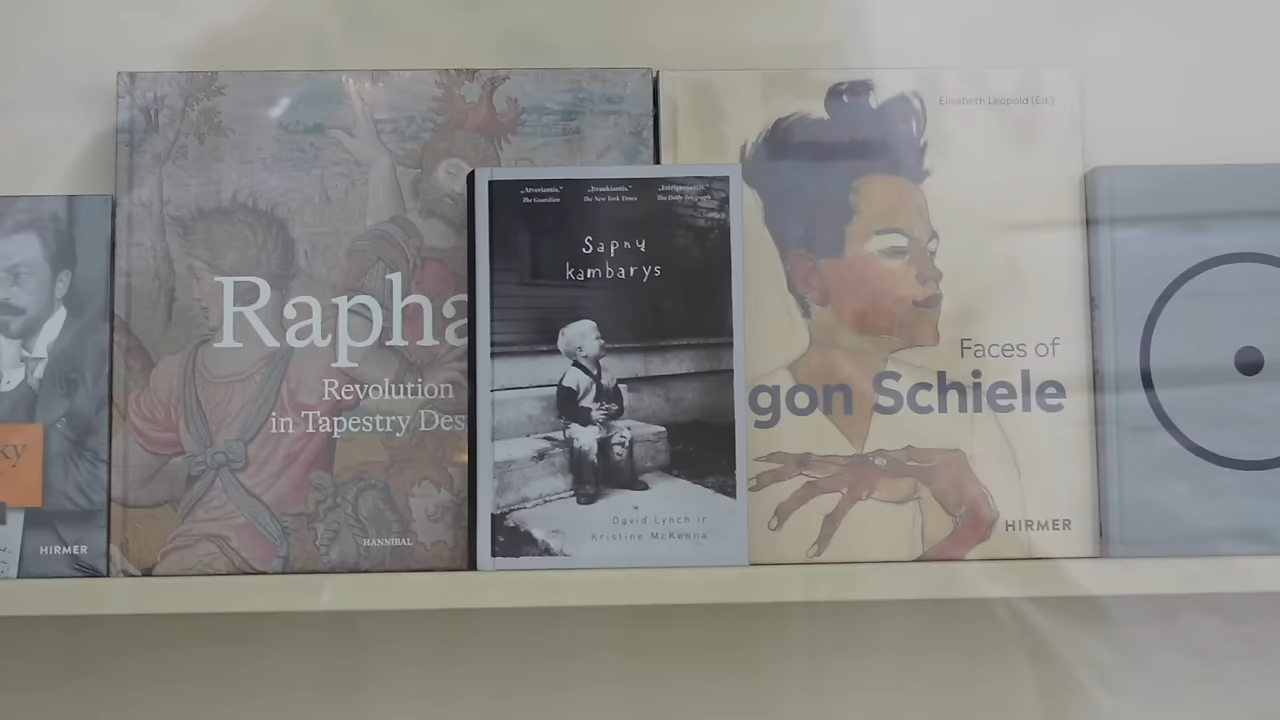 ky
HIRMER
Rapha
Revolution
in Tapestry Des
HANNIBAL
„Atveriantis.“
The Guardian
„Įtraukiantis.“
The New York Times
„Intriguojantis.“
The Daily Telegraph
Sapnų
kambarys
David Lynch ir
Kristine McKenna
Elisabeth Leopold (Ed.)
Faces of
gon Schiele
HIRMER